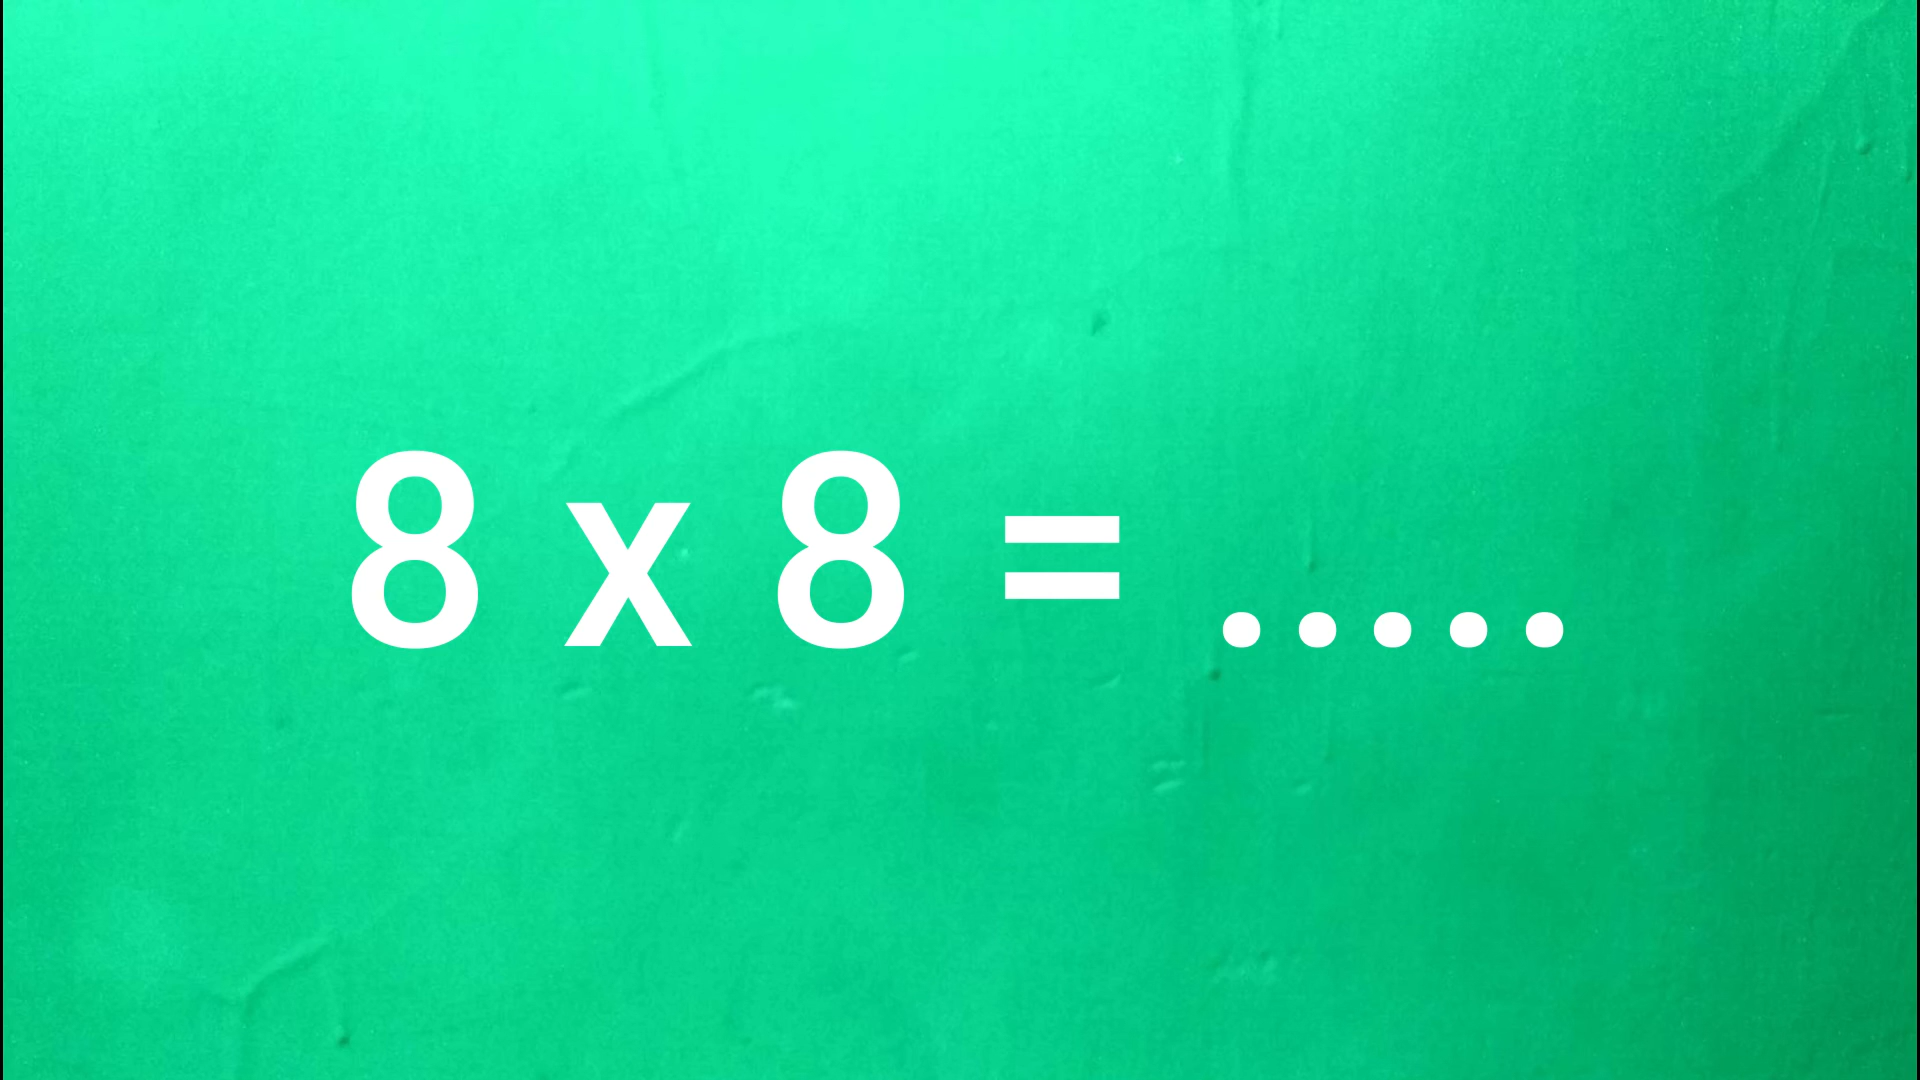 8 x 8 = .....